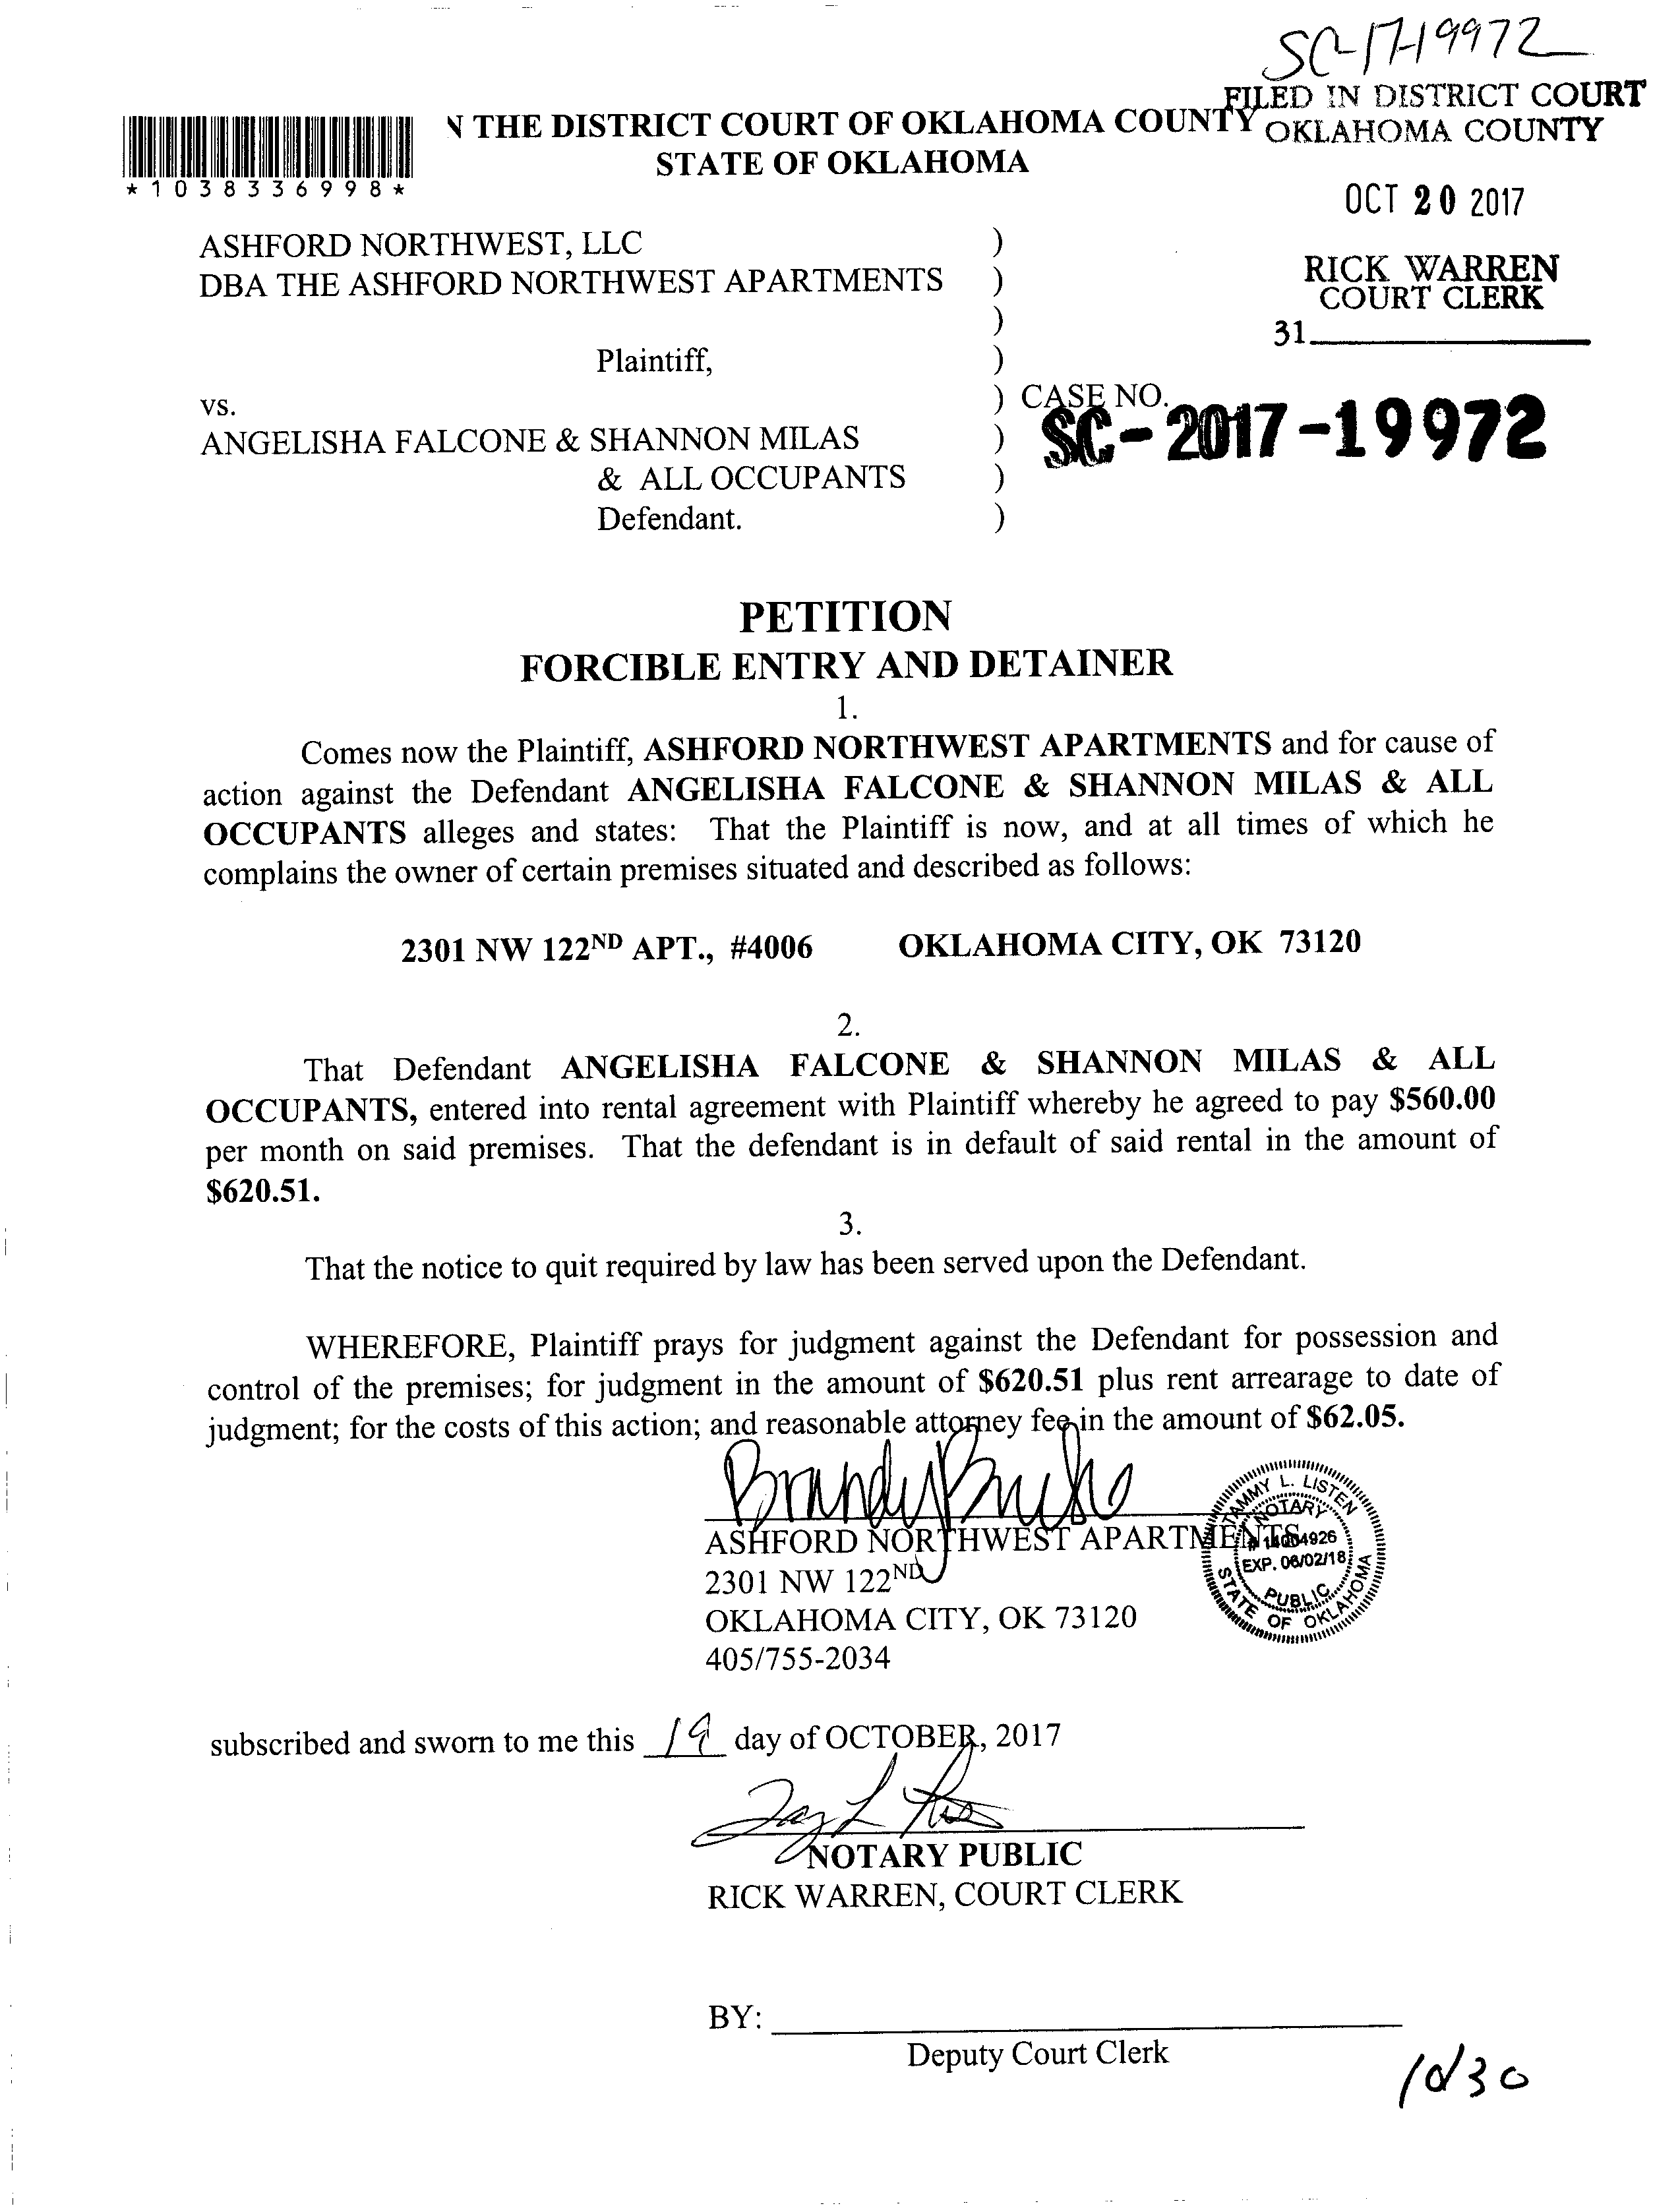 SC-17-19972
FILED IN DISTRICT COURT
OKLAHOMA COUNTY
N THE DISTRICT COURT OF OKLAHOMA COUNTY
STATE OF OKLAHOMA
*1038336998*
OCT 20 2017
RICK WARREN
COURT CLERK
31
ASHFORD NORTHWEST, LLC )
DBA THE ASHFORD NORTHWEST APARTMENTS )
)
Plaintiff, )
vs. ) CASE NO.
SC-2017-19972
ANGELISHA FALCONE & SHANNON MILAS )
& ALL OCCUPANTS )
Defendant. )
PETITION
FORCIBLE ENTRY AND DETAINER
1.
Comes now the Plaintiff, ASHFORD NORTHWEST APARTMENTS and for cause of
action against the Defendant ANGELISHA FALCONE & SHANNON MILAS & ALL
OCCUPANTS alleges and states: That the Plaintiff is now, and at all times of which he
complains the owner of certain premises situated and described as follows:
2301 NW 122ND APT., #4006 OKLAHOMA CITY, OK 73120
2.
That Defendant ANGELISHA FALCONE & SHANNON MILAS & ALL
OCCUPANTS, entered into rental agreement with Plaintiff whereby he agreed to pay $560.00
per month on said premises. That the defendant is in default of said rental in the amount of
$620.51.
3.
That the notice to quit required by law has been served upon the Defendant.
WHEREFORE, Plaintiff prays for judgment against the Defendant for possession and
control of the premises; for judgment in the amount of $620.51 plus rent arrearage to date of
judgment; for the costs of this action; and reasonable attorney fee in the amount of $62.05.
Brandy
ASHFORD NORTHWEST APARTMENTS
2301 NW 122ND
OKLAHOMA CITY, OK 73120
405/755-2034
TAMMY L. LISTEN
NOTARY
# 14004926
EXP. 06/02/18
PUBLIC
STATE OF OKLAHOMA
subscribed and sworn to me this 19 day of OCTOBER, 2017
NOTARY PUBLIC
RICK WARREN, COURT CLERK
BY:
Deputy Court Clerk
10/30